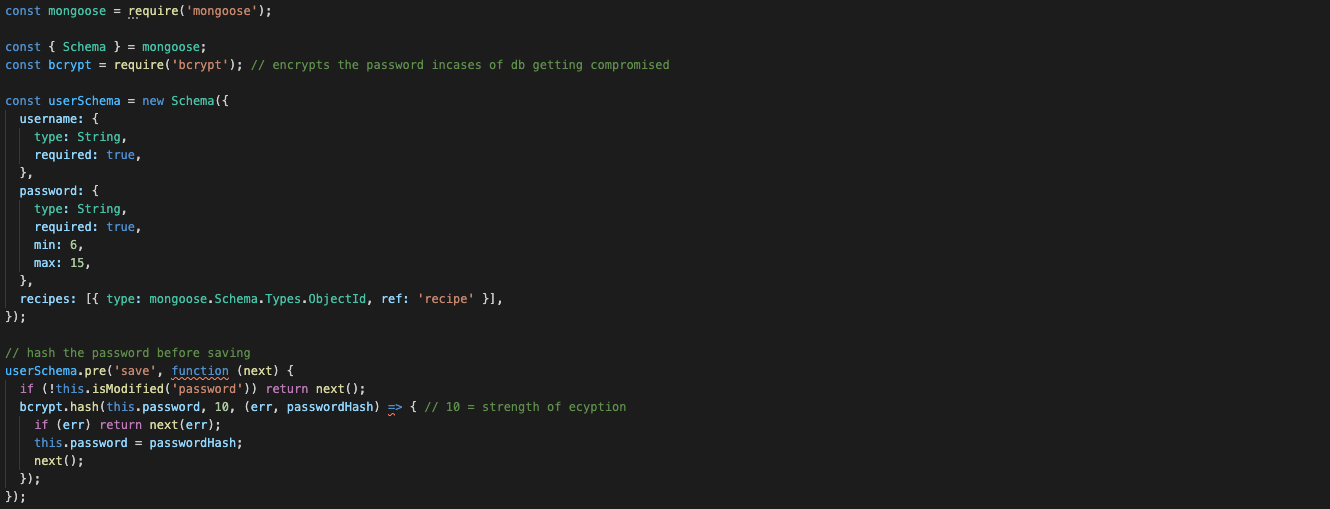 const mongoose = require('mongoose');
const { Schema } = mongoose;
const bcrypt = require('bcrypt'); // encrypts the password incases of db getting compromised
const userSchema = new Schema({
  username: {
    type: String,
    required: true,
  },
  password: {
    type: String,
    required: true,
    min: 6,
    max: 15,
  },
  recipes: [{ type: mongoose.Schema.Types.ObjectId, ref: 'recipe' }],
});
// hash the password before saving
userSchema.pre('save', function (next) {
  if (!this.isModified('password')) return next();
  bcrypt.hash(this.password, 10, (err, passwordHash) => { // 10 = strength of ecyption
    if (err) return next(err);
    this.password = passwordHash;
    next();
  });
});